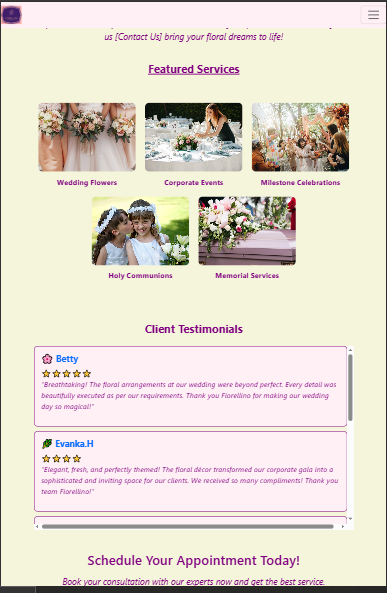 us [Contact Us] bring your floral dreams to life!
Featured Services
Wedding Flowers
Corporate Events
Milestone Celebrations
Holy Communions
Memorial Services
Client Testimonials
Betty
"Breathtaking! The floral arrangements at our wedding were beyond perfect. Every detail was
beautifully executed as per our requirements. Thank you Fiorellino for making our wedding
day so magical!"
Evanka.H
"Elegant, fresh, and perfectly themed! The floral décor transformed our corporate gala into a
sophisticated and inviting space for our clients. We received so many compliments! Thank you
team Fiorellino!"
Schedule Your Appointment Today!
Book your consultation with our experts now and get the best service.